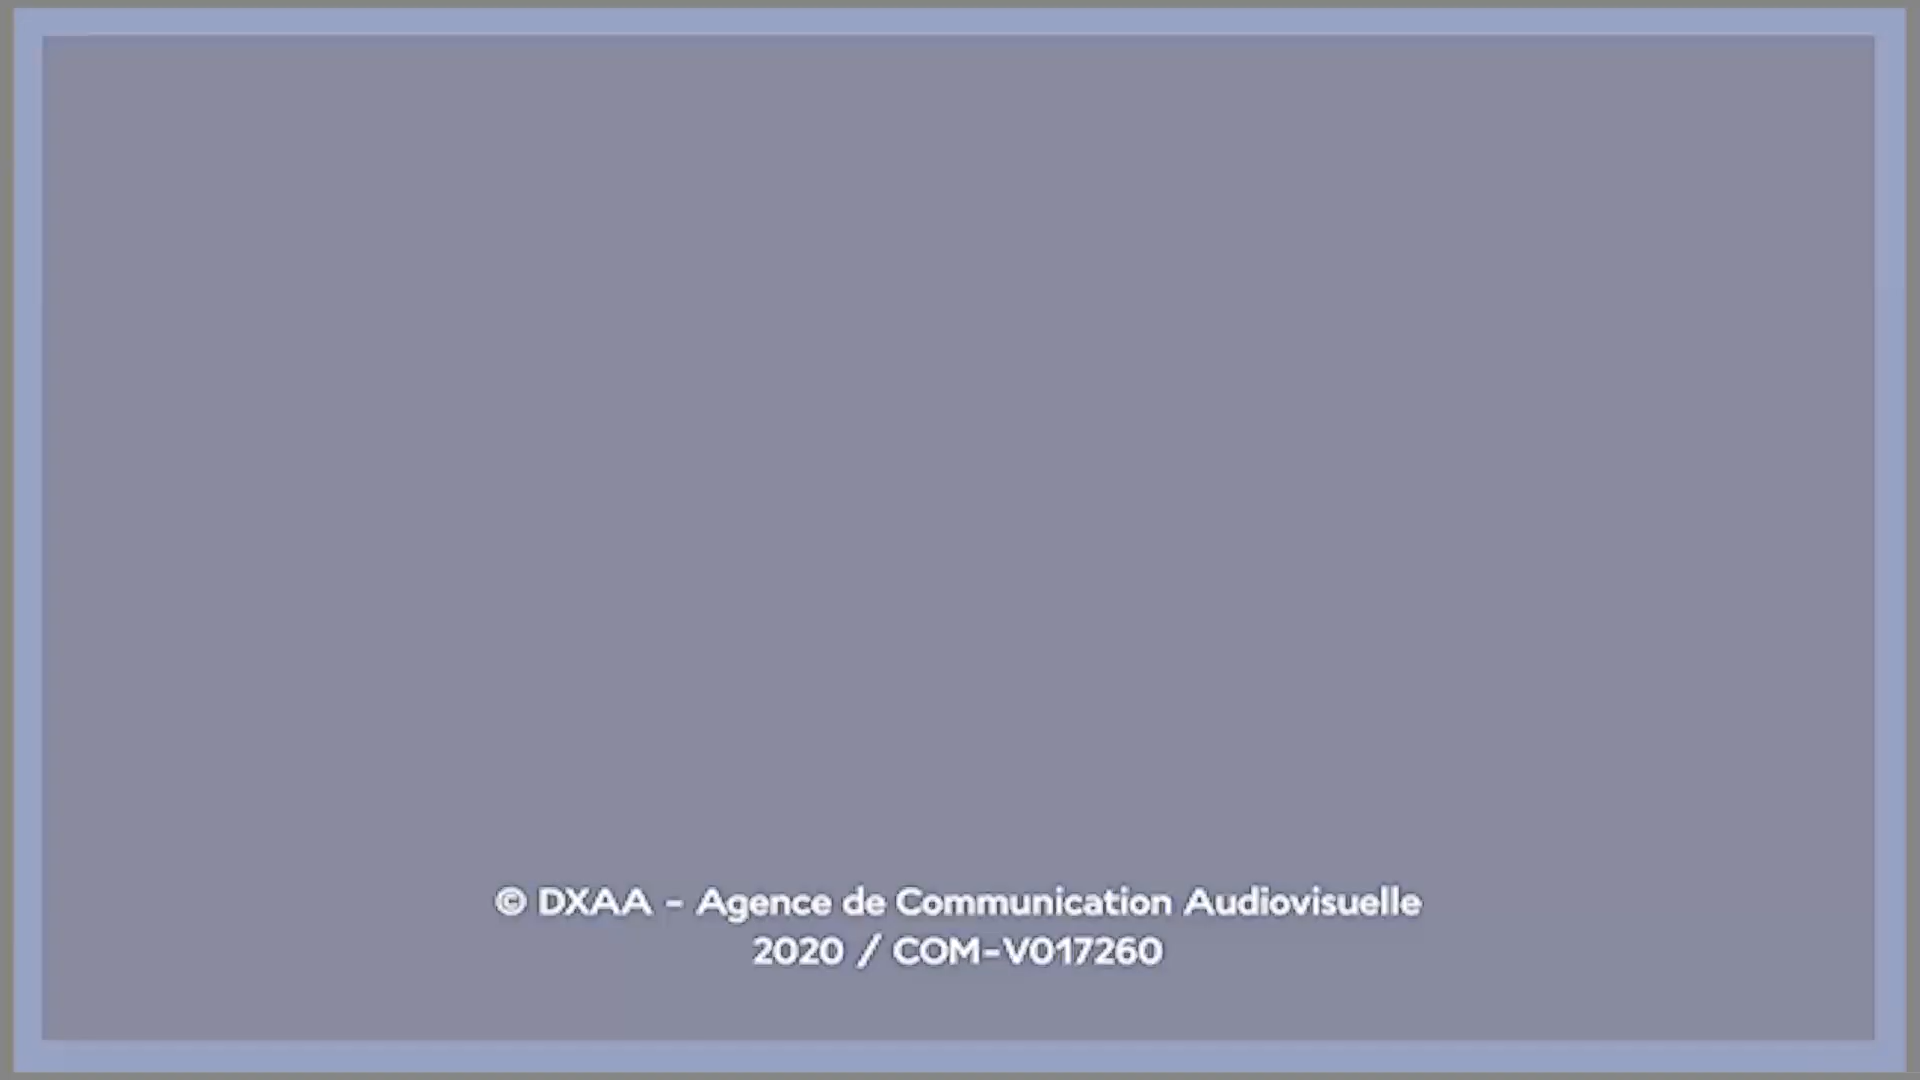 © DXAA - Agence de Communication Audiovisuelle
2020 / COM-V017260